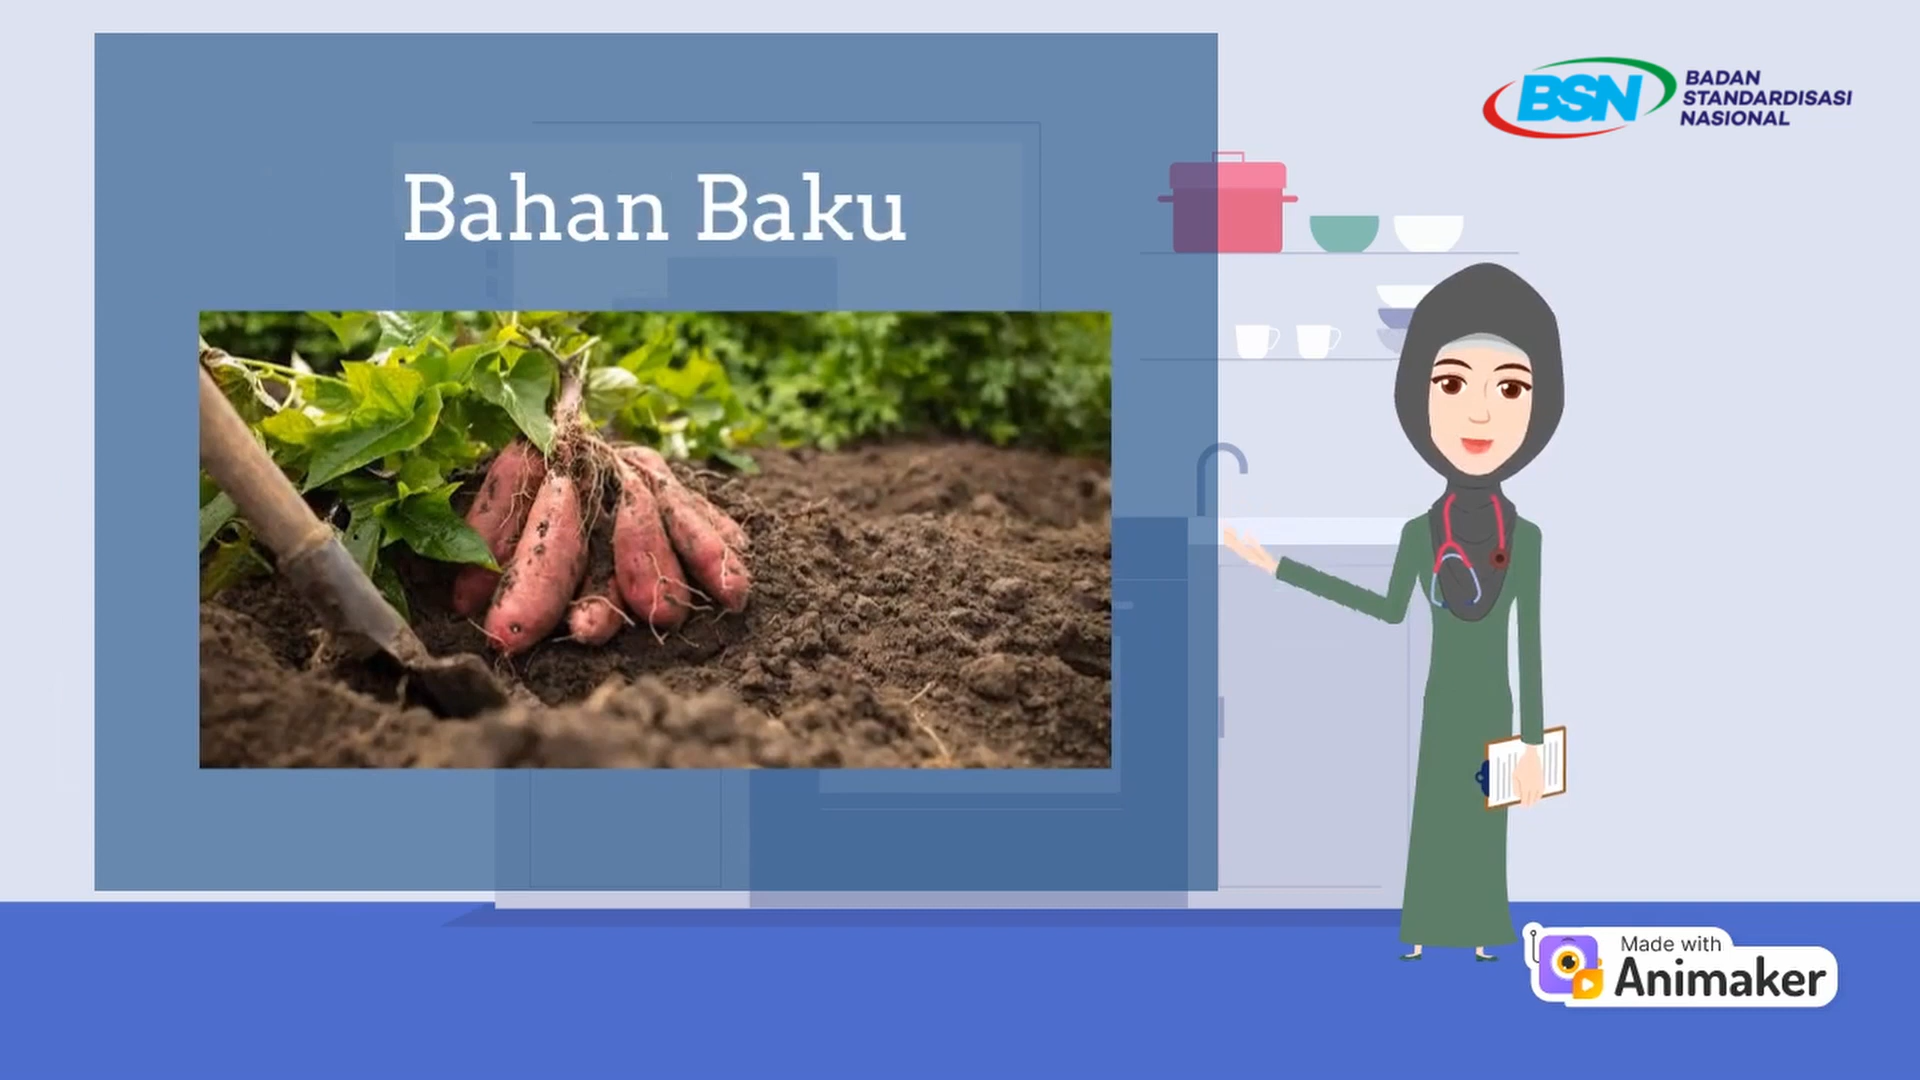 Bahan Baku
BSN
BADAN
STANDARDISASI
NASIONAL
Made with
Animaker